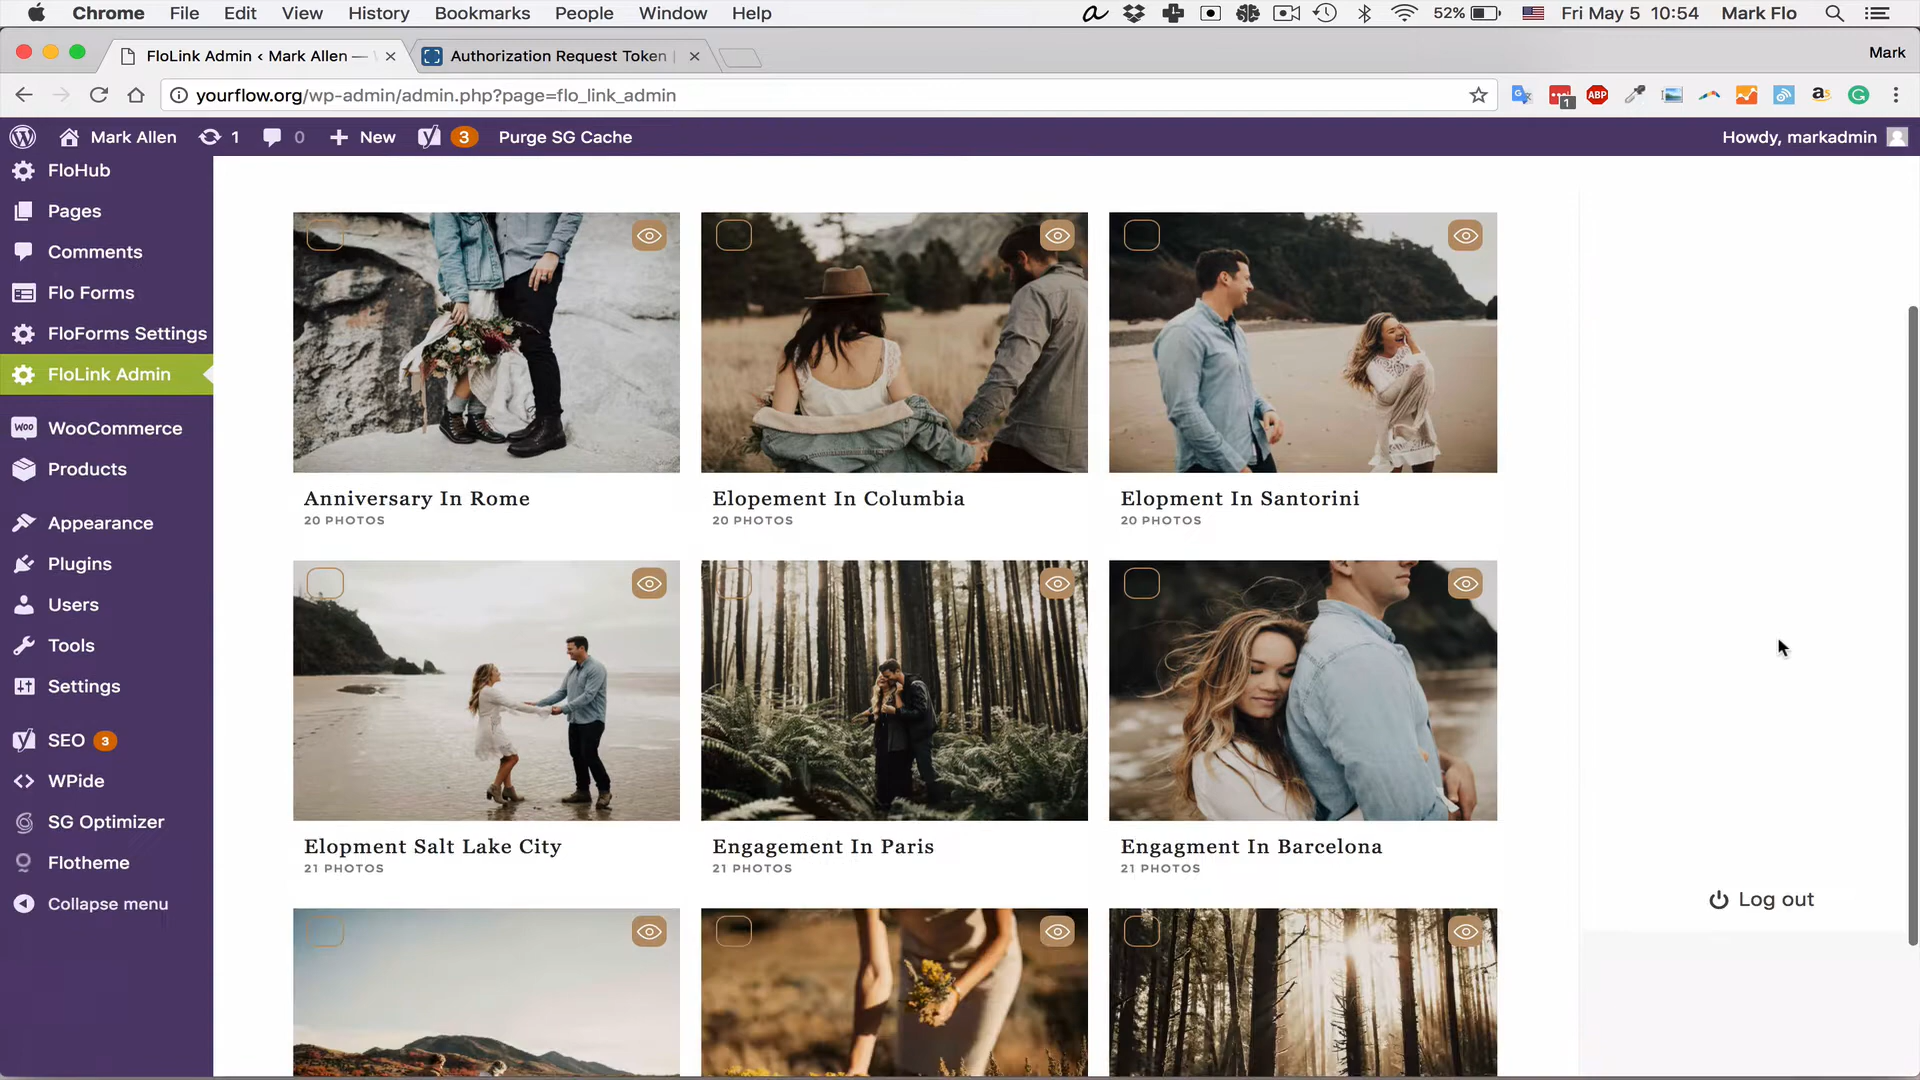 Chrome File Edit View History Bookmarks People Window Help 52% Fri May 5 10:54 Mark Flo
FloLink Admin ‹ Mark Allen — Authorization Request Token | Mark
yourflow.org/wp-admin/admin.php?page=flo_link_admin
Mark Allen 1 0 New 3 Purge SG Cache Howdy, markadmin
FloHub
Pages
Comments
Flo Forms
FloForms Settings
FloLink Admin
WooCommerce
Products
Appearance
Plugins
Users
Tools
Settings
SEO 3
WPide
SG Optimizer
Flotheme
Collapse menu
Anniversary In Rome
20 PHOTOS
Elopement In Columbia
20 PHOTOS
Elopment In Santorini
20 PHOTOS
Elopment Salt Lake City
21 PHOTOS
Engagement In Paris
21 PHOTOS
Engagment In Barcelona
21 PHOTOS
Log out